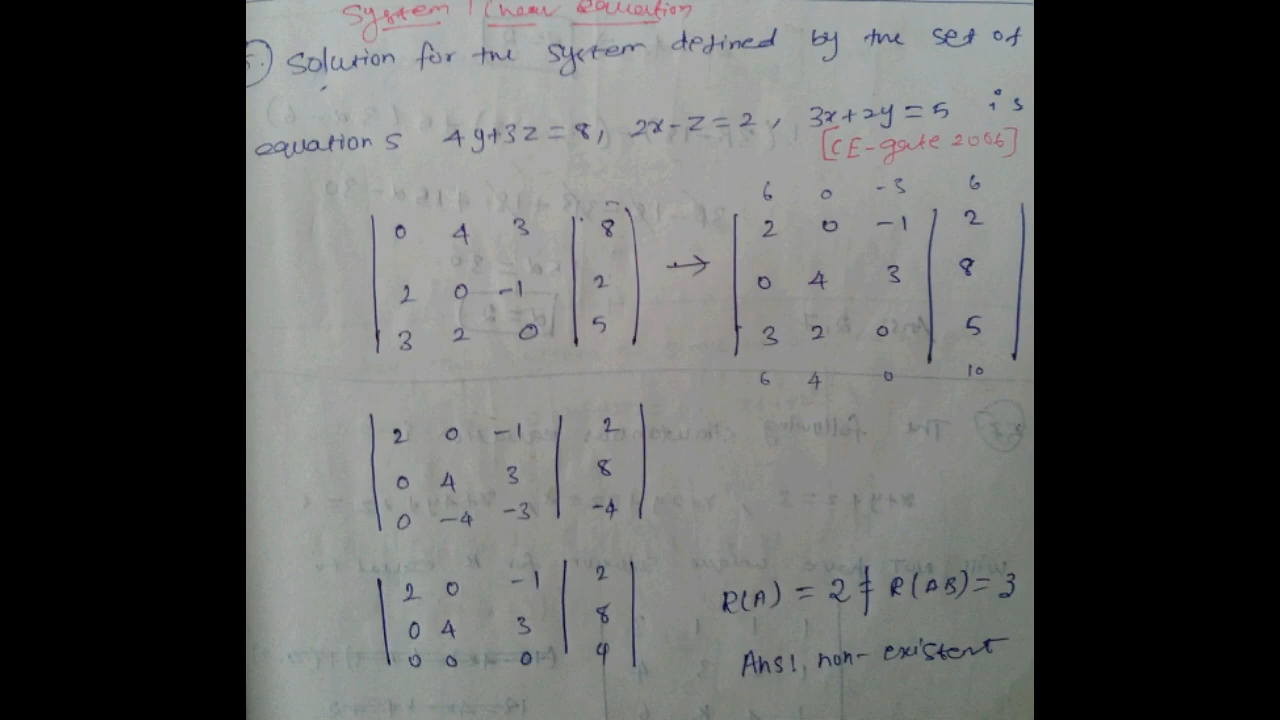 System linear equation
Solution for the system defined by the set of
equations 4y+3z=8, 2x-z=2, 3x+2y=5 is
[CE-gate 2006]
6 0 -3 6
0 4 3 | 8 → 2 0 -1 | 2
2 0 -1 | 2 0 4 3 | 8
3 2 0 | 5 3 2 0 | 5
6 4 0 10
2 0 -1 | 2
0 4 3 | 8
0 -4 -3 | -4
2 0 -1 | 2
0 4 3 | 8
0 0 0 | 4
R(A) = 2 ≠ R(AB) = 3
Ans!, non-existent